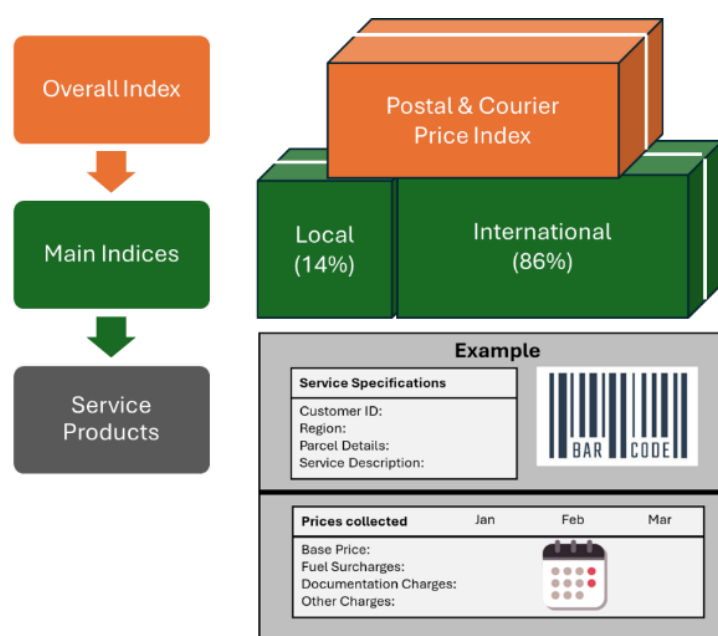 Overall Index
Postal & Courier
Price Index
Main Indices
Local
(14%)
International
(86%)
Service
Products
Example
Service Specifications
Customer ID:
Region:
Parcel Details:
Service Description:
BAR CODE
Prices collected Jan Feb Mar
Base Price:
Fuel Surcharges:
Documentation Charges:
Other Charges: